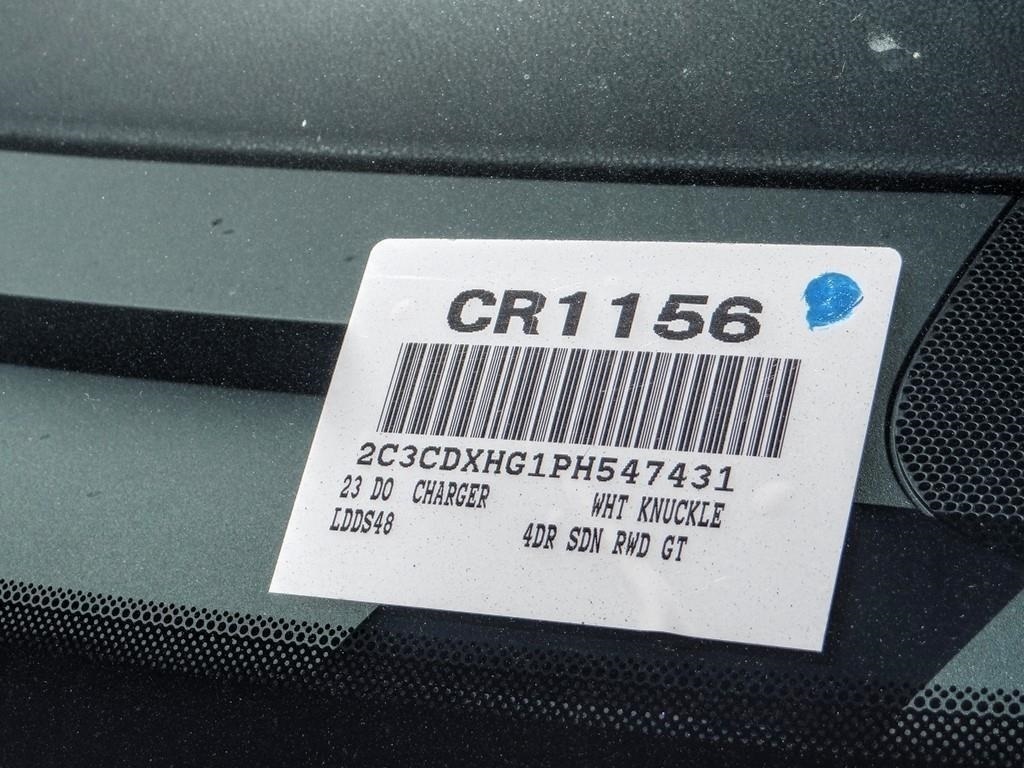 CR1156
2C3CDXHG1PH547431
23 DO CHARGER WHT KNUCKLE
LDDS48 4DR SDN RWD GT